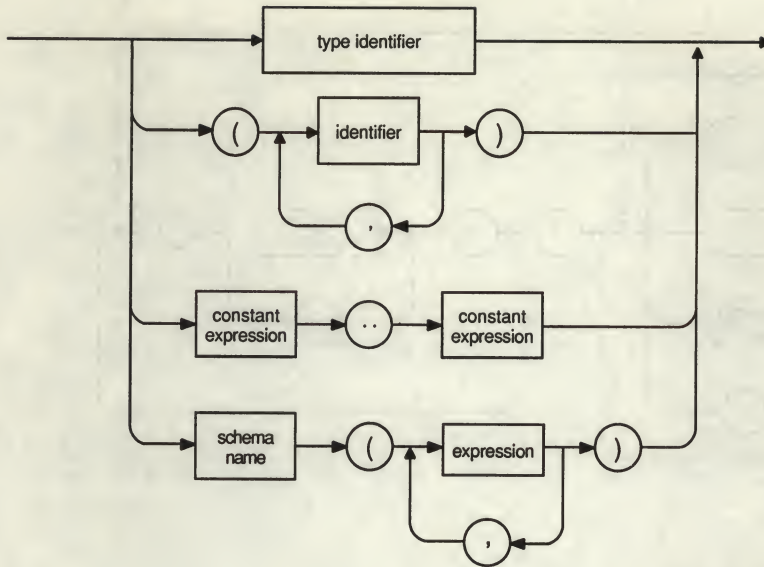 type identifier
( identifier )
,
constant expression .. constant expression
schema name ( expression )
,